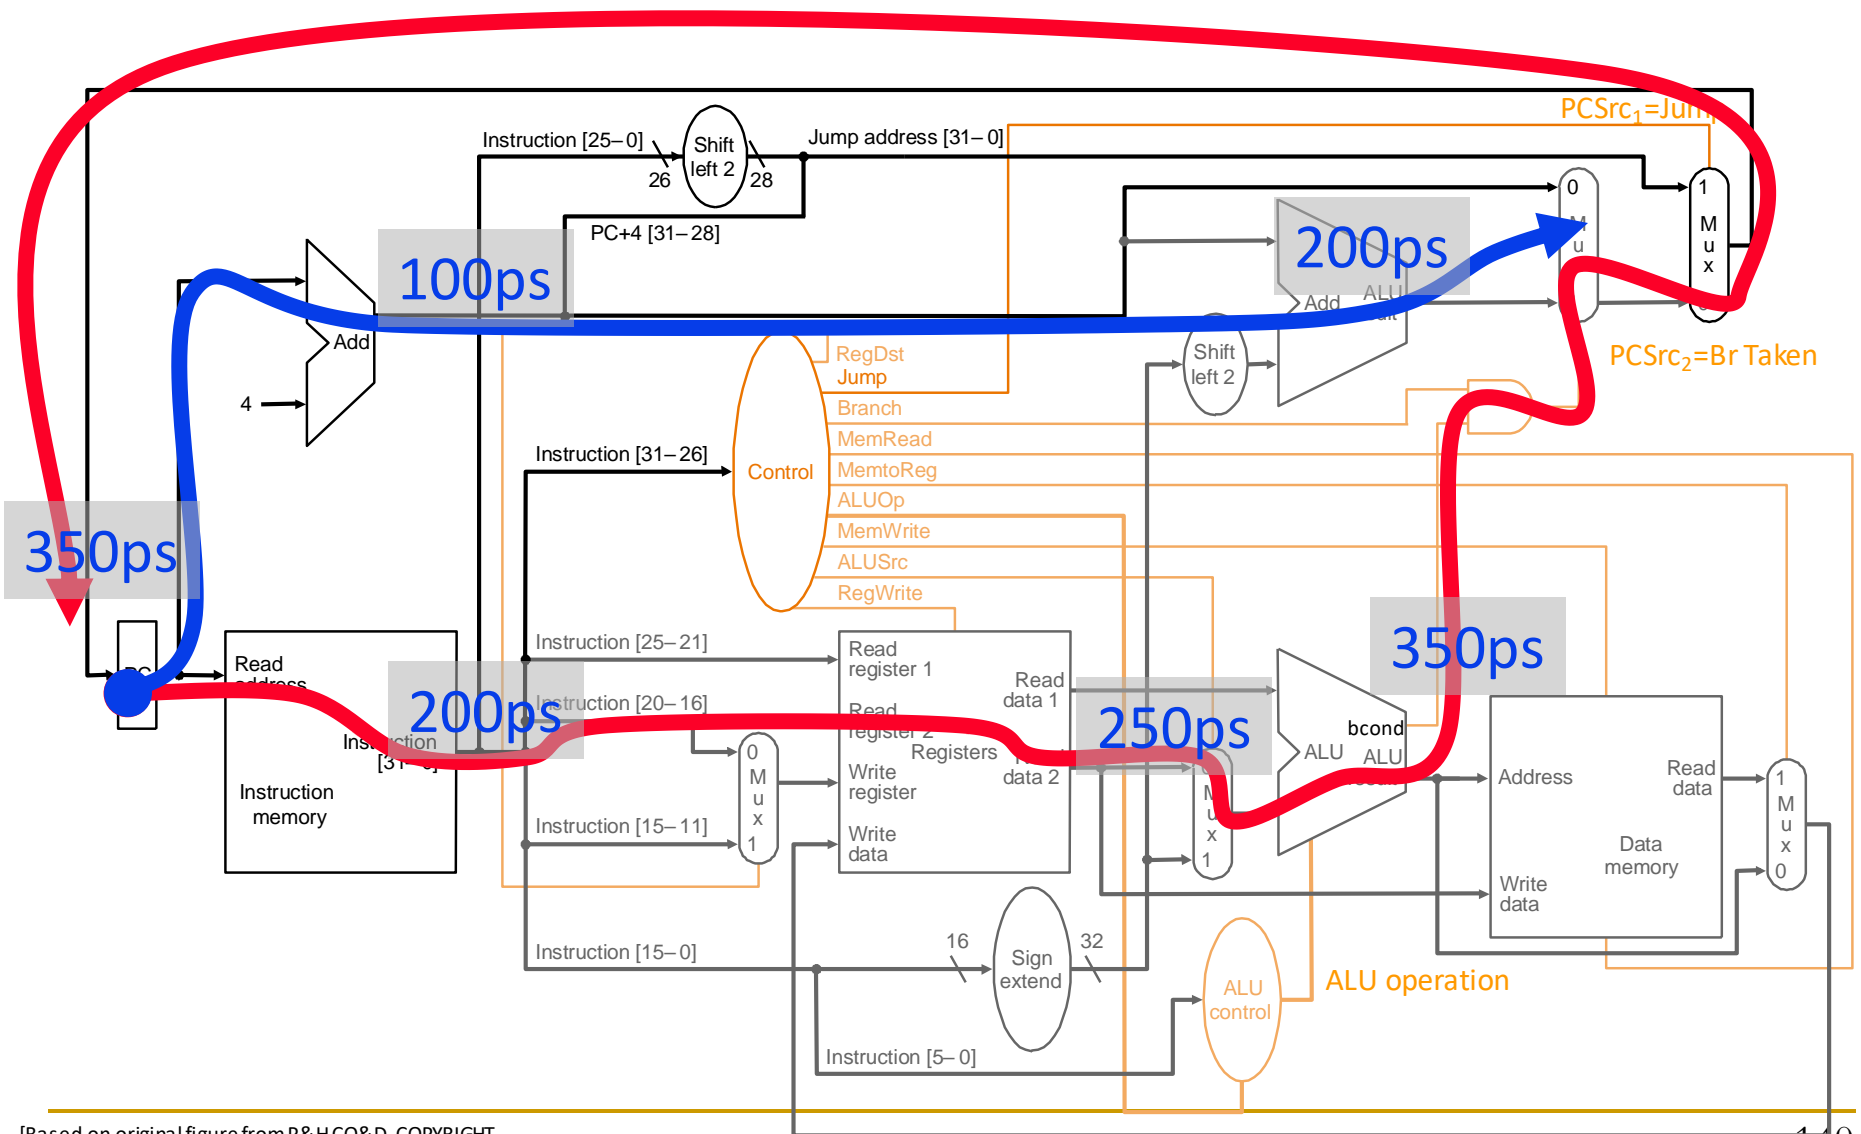 PCSrc1=Jump
Instruction [25–0]
Shift
left 2
Jump address [31–0]
26
28
PC+4 [31–28]
0
M
u
1
M
u
x
100ps
200ps
Add
Add
ALU
4
Shift
left 2
PCSrc2=Br Taken
RegDst
Jump
Branch
MemRead
MemtoReg
ALUOp
MemWrite
ALUSrc
RegWrite
Instruction [31–26]
Control
350ps
PC
Read
address
Instruction
memory
200ps
Instruction [25–21]
Instruction [20–16]
Instruction [15–11]
Instruction [15–0]
0
M
u
x
1
Read
register 1
Read
register 2
Registers
Write
register
Write
data
Read
data 1
data 2
250ps
M
u
x
1
350ps
bcond
ALU
ALU
Address
Read
data
Data
memory
Write
data
1
M
u
x
0
16
Sign
extend
32
ALU
control
ALU operation
Instruction [5–0]